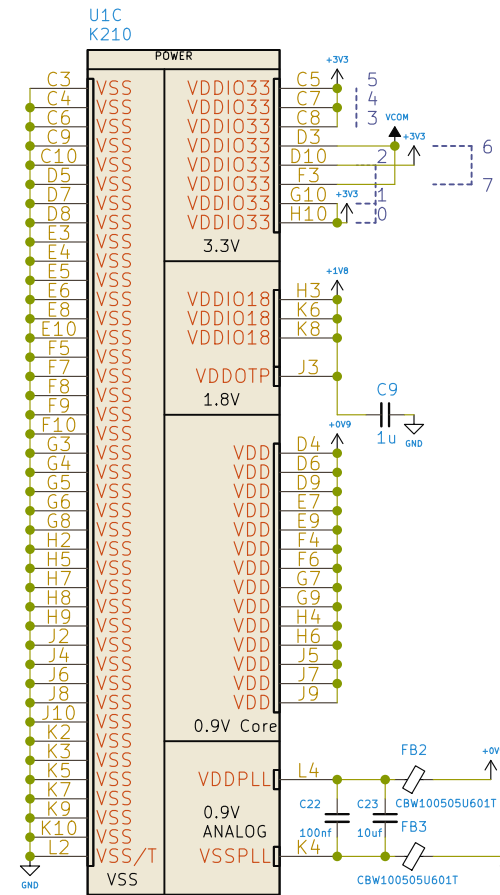 U1C
K210
POWER
C3 VSS VDDIO33 C5 +3V3 5
C4 VSS VDDIO33 C7 4
C6 VSS VDDIO33 C8 3
C9 VSS VDDIO33 D3 VCOM
C10 VSS VDDIO33 D10 2 +3V3 6
D5 VSS VDDIO33 F3 7
D7 VSS VDDIO33 G10 +3V3 1
D8 VSS VDDIO33 H10 0
E3 VSS 3.3V
E4 VSS
E5 VSS +1V8
E6 VSS VDDIO18 H3
E8 VSS VDDIO18 K6
E10 VSS VDDIO18 K8
F5 VSS
F7 VSS VDDOTP J3
F8 VSS 1.8V C9
F9 VSS 1u GND
F10 VSS +0V9
G3 VSS VDD D4
G4 VSS VDD D6
G5 VSS VDD D9
G6 VSS VDD E7
G8 VSS VDD E9
H2 VSS VDD F4
H5 VSS VDD F6
H7 VSS VDD G7
H8 VSS VDD G9
H9 VSS VDD H4
J2 VSS VDD H6
J4 VSS VDD J5
J6 VSS VDD J7
J8 VSS VDD J9
J10 VSS 0.9V Core
K2 VSS
K3 VSS FB2 +0V
K5 VSS VDDPLL L4
K7 VSS CBW100505U601T
K9 VSS 0.9V C22 C23
K10 VSS ANALOG 100nf 10uf FB3
L2 VSS/T VSSPLL K4
GND VSS CBW100505U601T